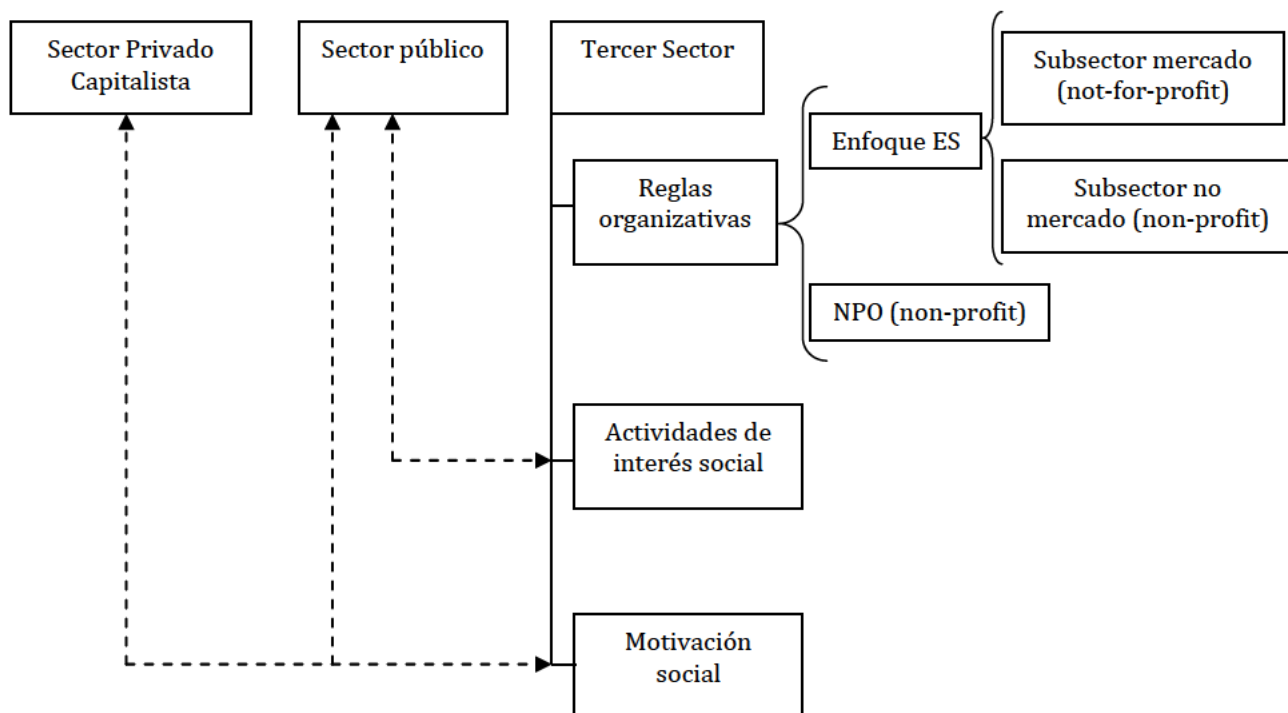 Sector Privado
Capitalista
Sector público
Tercer Sector
Subsector mercado
(not-for-profit)
Enfoque ES
Reglas
organizativas
Subsector no
mercado (non-profit)
NPO (non-profit)
Actividades de
interés social
Motivación
social